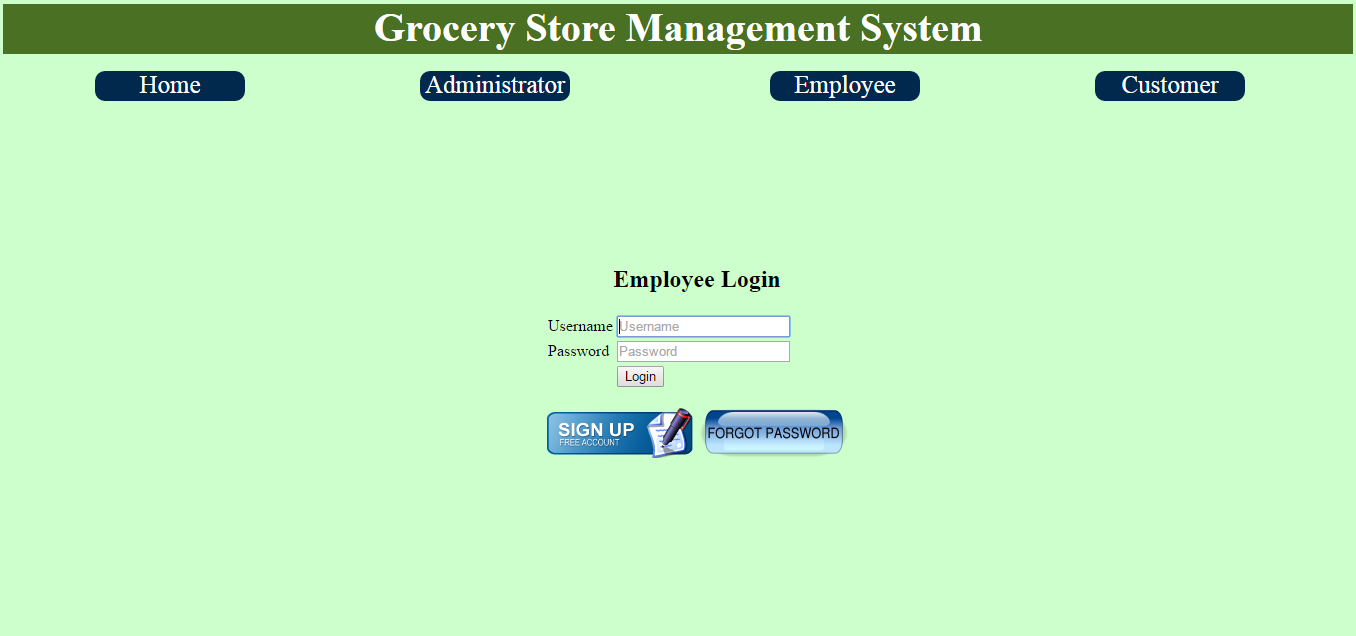 Grocery Store Management System
Home Administrator Employee Customer
Employee Login
Username Username
Password Password
Login
SIGN UP FORGOT PASSWORD
FREE ACCOUNT